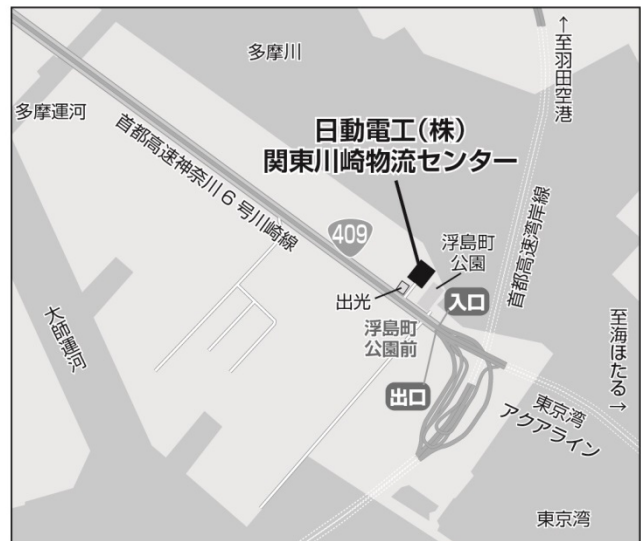 多摩川
←至羽田空港
多摩運河
首都高速神奈川6号川崎線
日動電工(株)
関東川崎物流センター
409
浮島町
公園
首都高速湾岸線
出光
入口
大師運河
浮島町
公園前
至海ほたる→
出口
東京湾
アクアライン
東京湾